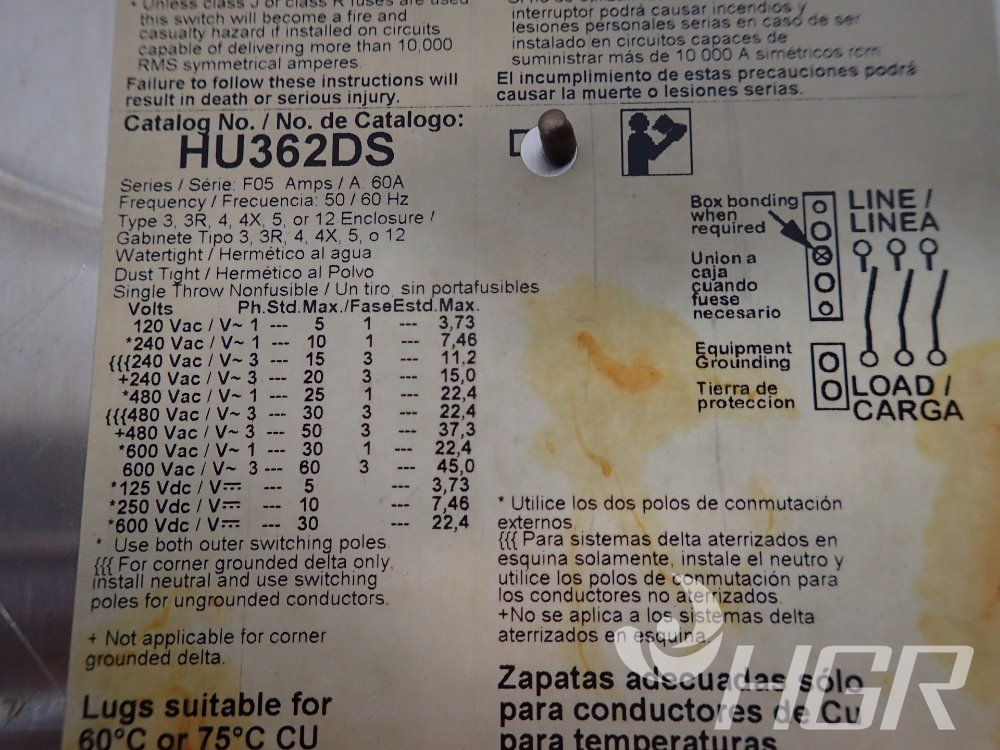 * Unless class J or class R fuses are used
this switch will become a fire and
casualty hazard if installed on circuits
capable of delivering more than 10,000
RMS symmetrical amperes.
Failure to follow these instructions will
result in death or serious injury.
interruptor podrá causar incendios y
lesiones personales serias en caso de ser
instalado en circuitos capaces de
suministrar más de 10 000 A simétricos rcm
El incumplimiento de estas precauciones podrá
causar la muerte o lesiones serias.
Catalog No. / No. de Catalogo:
HU362DS
Series / Série: F05 Amps / A 60A
Frequency / Frecuencia: 50 / 60 Hz
Type 3, 3R, 4, 4X, 5, or 12 Enclosure /
Gabinete Tipo 3, 3R, 4, 4X, 5, o 12
Watertight / Hermético al agua
Dust Tight / Hermético al Polvo
Single Throw Nonfusible / Un tiro, sin portafusibles
Volts Ph.Std.Max./FaseEstd.Max.
120 Vac / V~ 1 --- 5 1 --- 3,73
*240 Vac / V~ 1 --- 10 1 --- 7,46
{{{240 Vac / V~ 3 --- 15 3 --- 11,2
+240 Vac / V~ 3 --- 20 3 --- 15,0
*480 Vac / V~ 1 --- 25 1 --- 22,4
{{{480 Vac / V~ 3 --- 30 3 --- 22,4
+480 Vac / V~ 3 --- 50 3 --- 37,3
*600 Vac / V~ 1 --- 30 1 --- 22,4
600 Vac / V~ 3 --- 60 3 --- 45,0
*125 Vdc / V⎓ --- 5 --- 3,73
*250 Vdc / V⎓ --- 10 --- 7,46
*600 Vdc / V⎓ --- 30 --- 22,4
* Use both outer switching poles.
{{{ For corner grounded delta only,
install neutral and use switching
poles for ungrounded conductors.
+ Not applicable for corner
grounded delta.
Lugs suitable for
60°C or 75°C CU
Box bonding
when
required
Union a
caja
cuando
fuese
necesario
LINE /
LINEA
Equipment
Grounding
Tierra de
proteccion
LOAD /
CARGA
* Utilice los dos polos de conmutación
externos.
{{{ Para sistemas delta aterrizados en
esquina solamente, instale el neutro y
utilice los polos de conmutación para
los conductores no aterrizados.
+No se aplica a los sistemas delta
aterrizados en esquina.
Zapatas adecuadas sólo
para conductores de Cu
para temperaturas
HGR